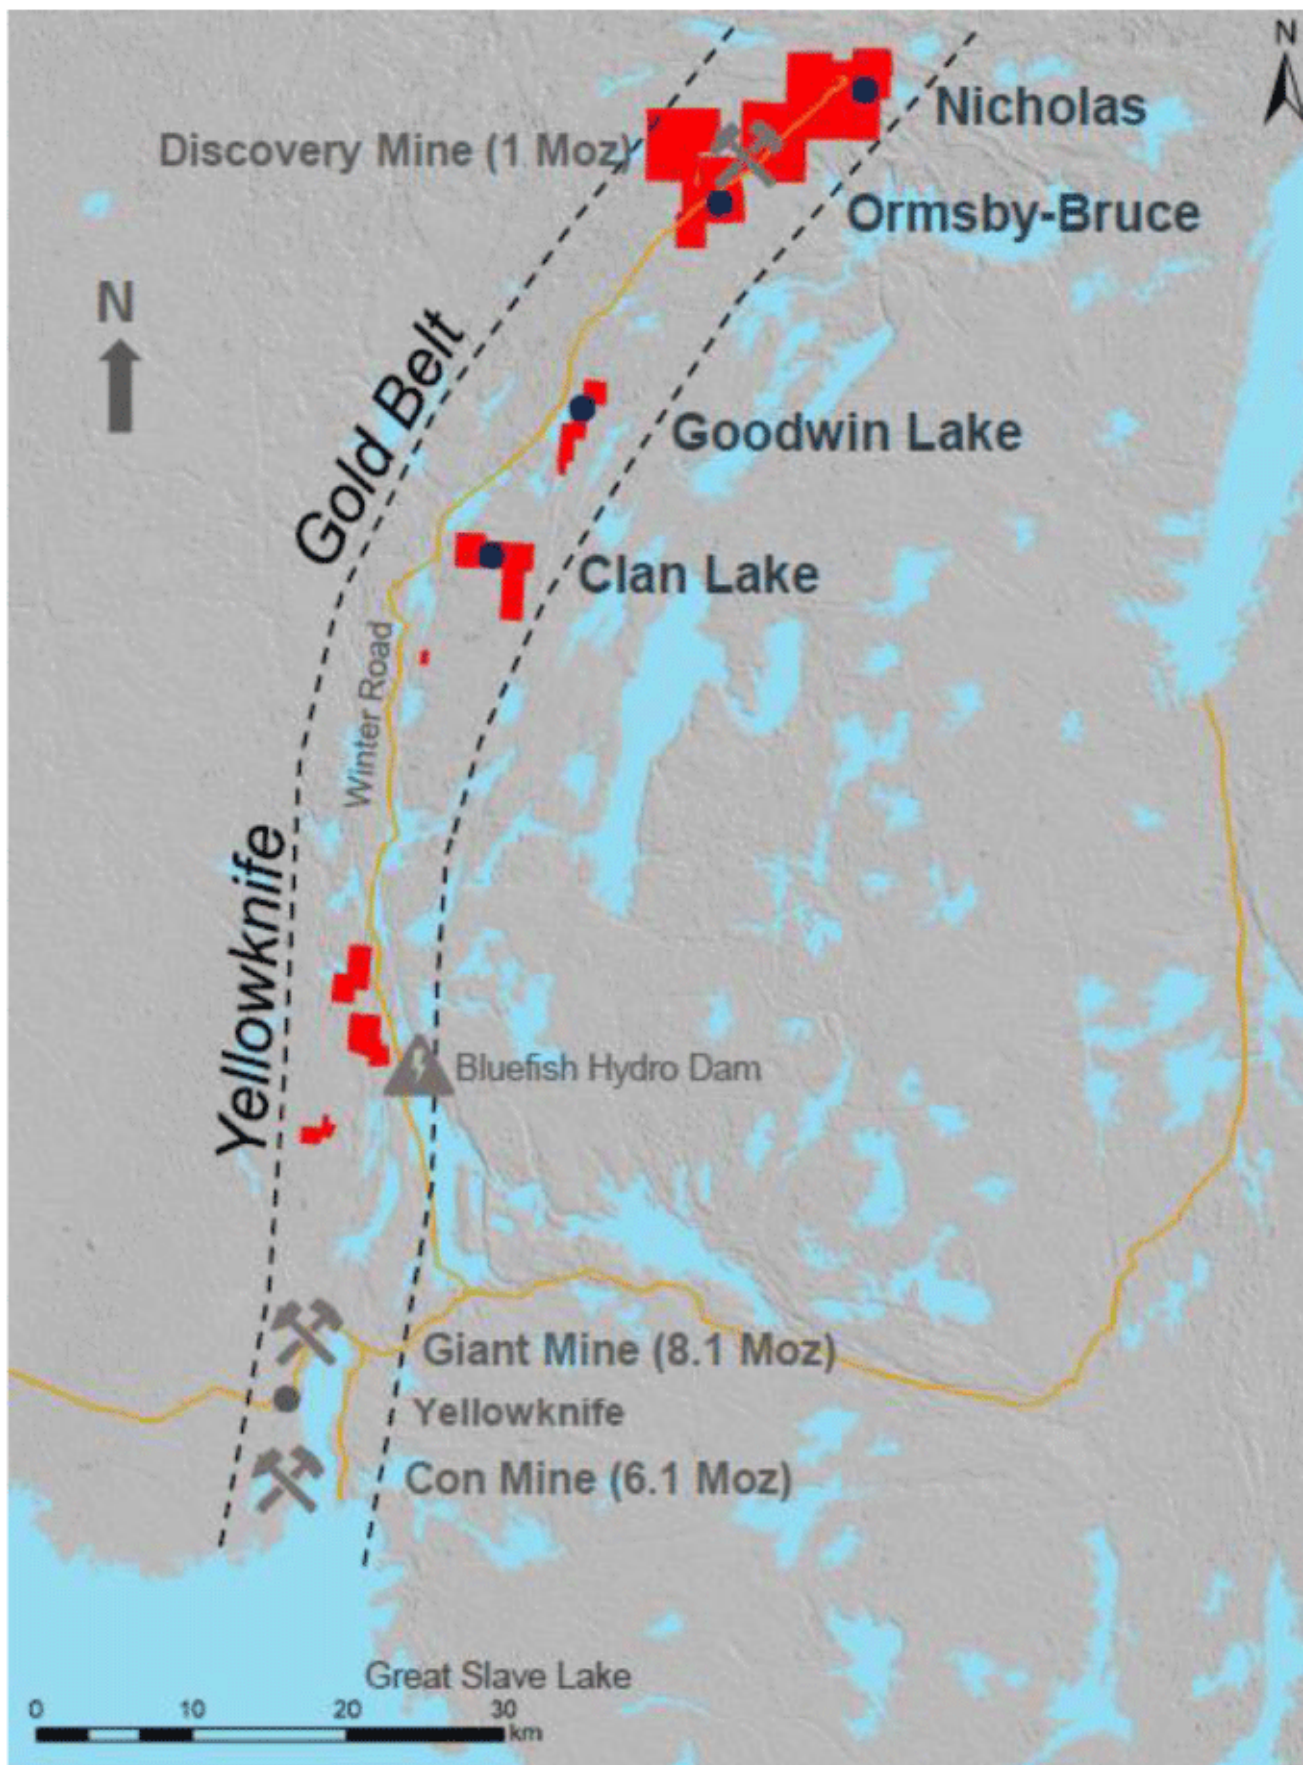 N
Nicholas
Discovery Mine (1 Moz)
Ormsby-Bruce
N
Gold Belt
Goodwin Lake
Clan Lake
Winter Road
Yellowknife
Bluefish Hydro Dam
Giant Mine (8.1 Moz)
Yellowknife
Con Mine (6.1 Moz)
Great Slave Lake
0 10 20 30
km